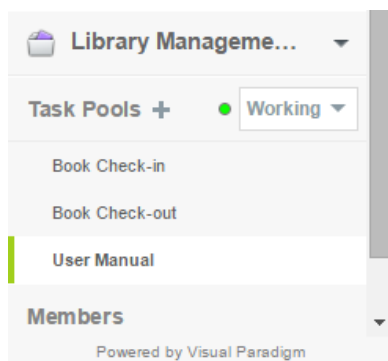 Library Manageme...
Task Pools + Working
Book Check-in
Book Check-out
User Manual
Members
Powered by Visual Paradigm